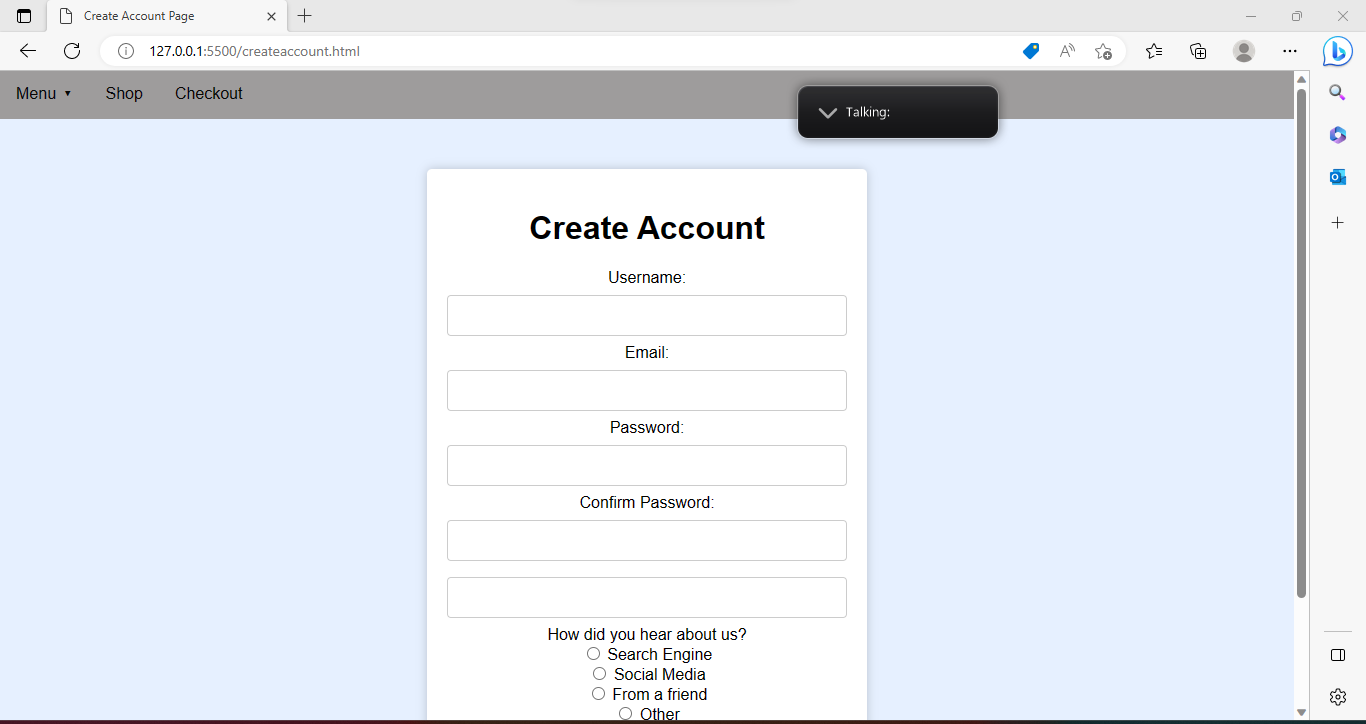 Create Account Page
127.0.0.1:5500/createaccount.html
Menu ▼ Shop Checkout
Talking:
Create Account
Username:
Email:
Password:
Confirm Password:
How did you hear about us?
Search Engine
Social Media
From a friend
Other